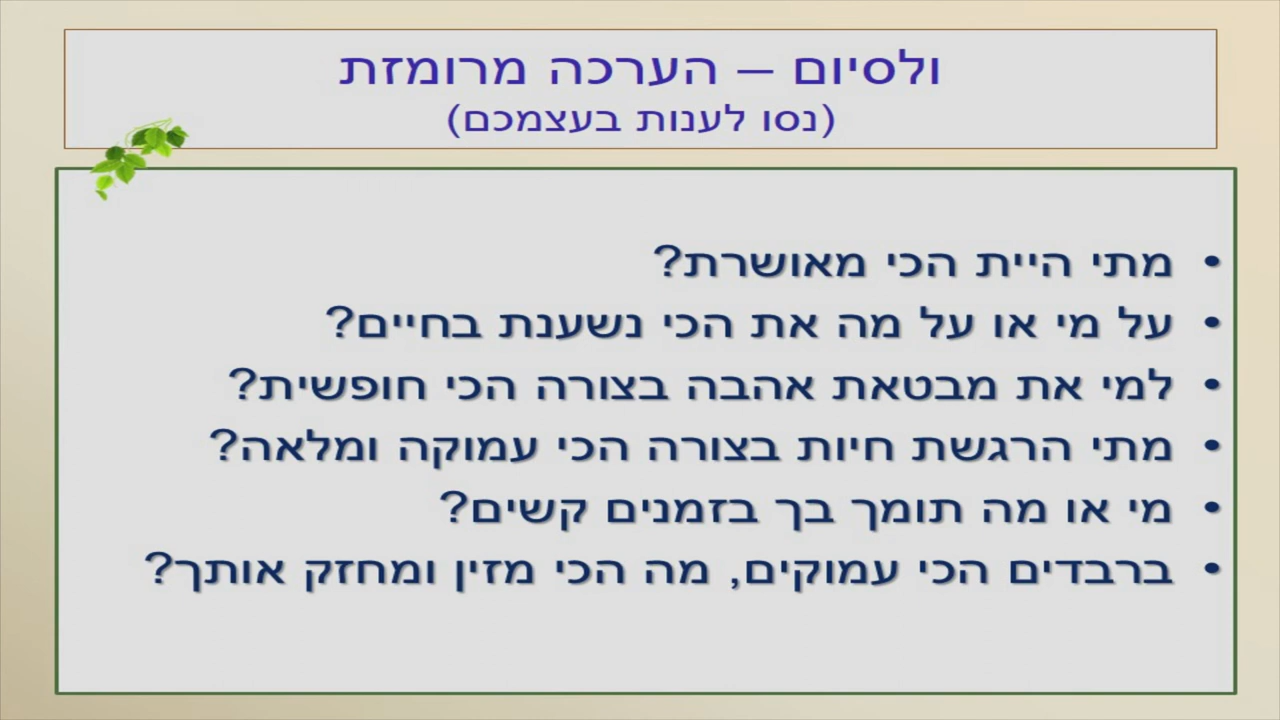 ולסיום – הערכה מרומזת
(נסו לענות בעצמכם)
• מתי היית הכי מאושרת?
• על מי או על מה את הכי נשענת בחיים?
• למי את מבטאת אהבה בצורה הכי חופשית?
• מתי הרגשת חיות בצורה הכי עמוקה ומלאה?
• מי או מה תומך בך בזמנים קשים?
• ברבדים הכי עמוקים, מה הכי מזין ומחזק אותך?